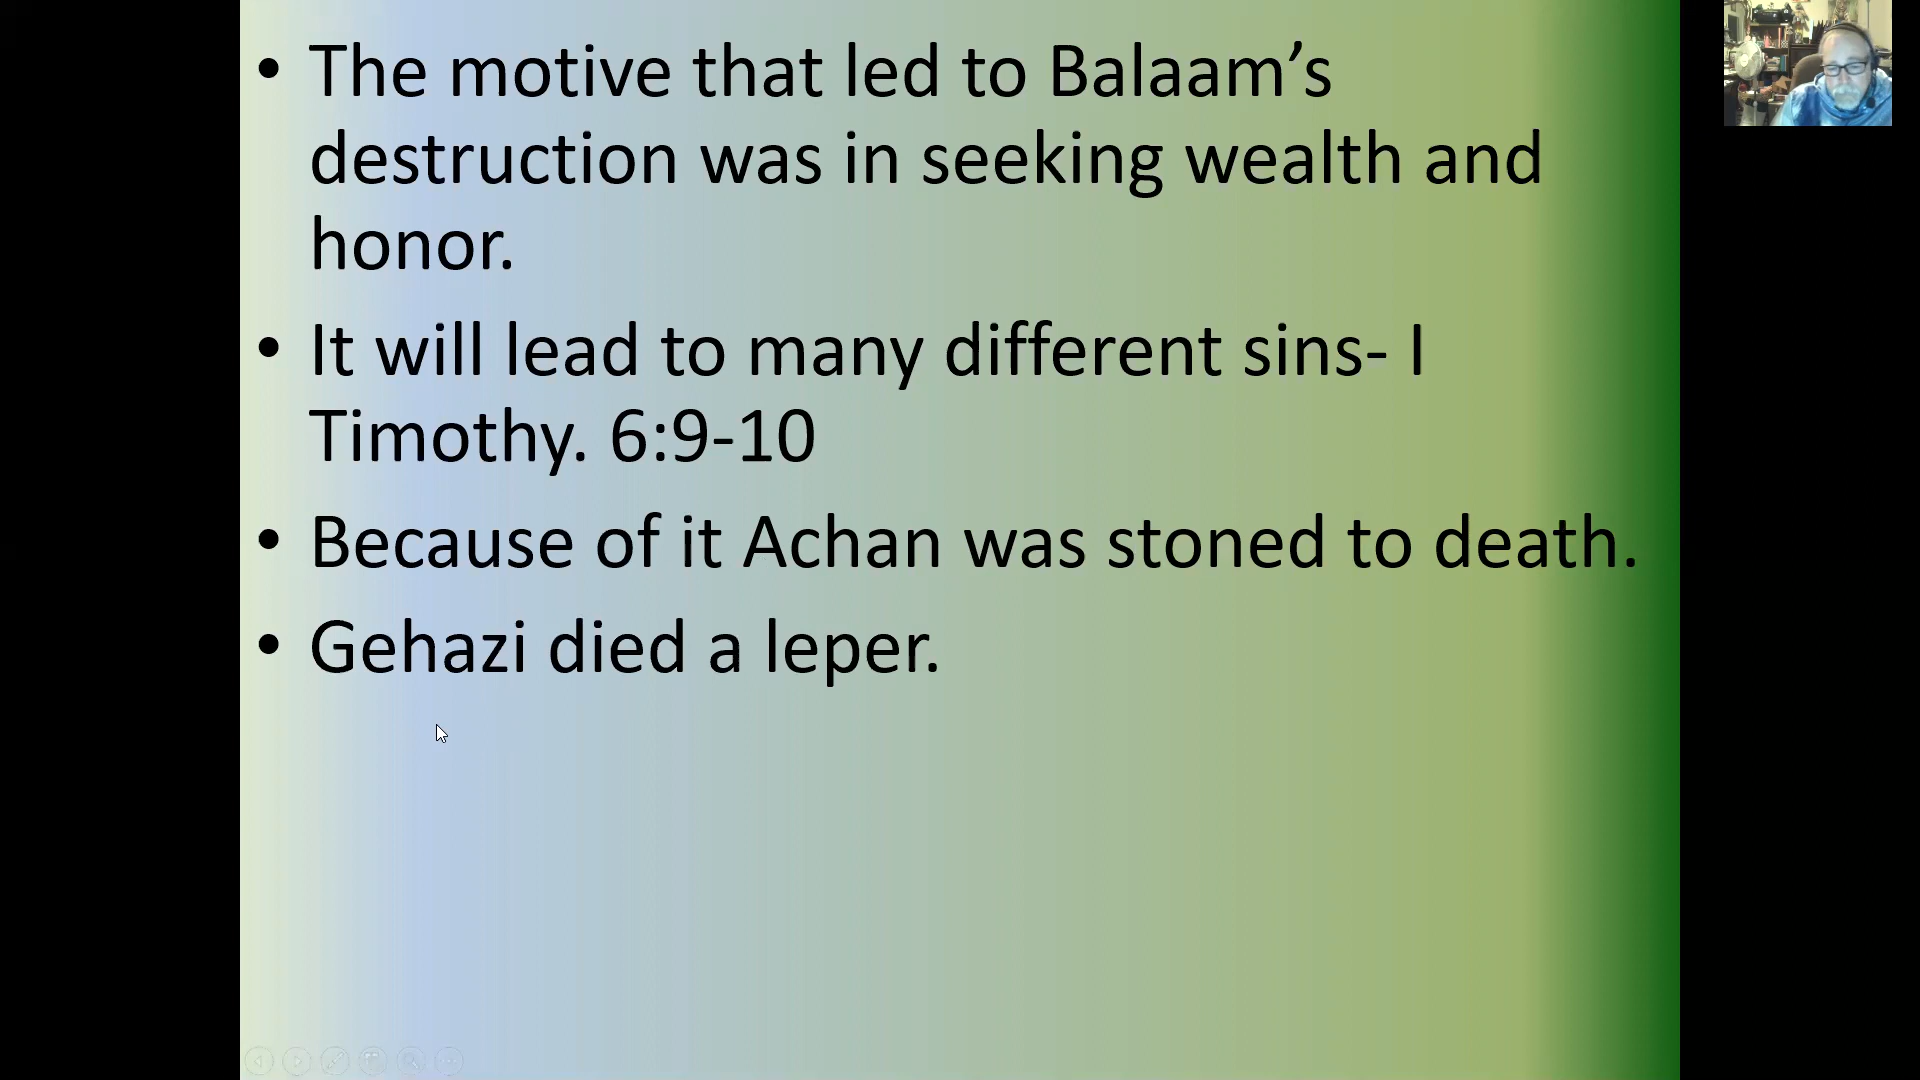 • The motive that led to Balaam’s
destruction was in seeking wealth and
honor.
• It will lead to many different sins- I
Timothy. 6:9-10
• Because of it Achan was stoned to death.
• Gehazi died a leper.